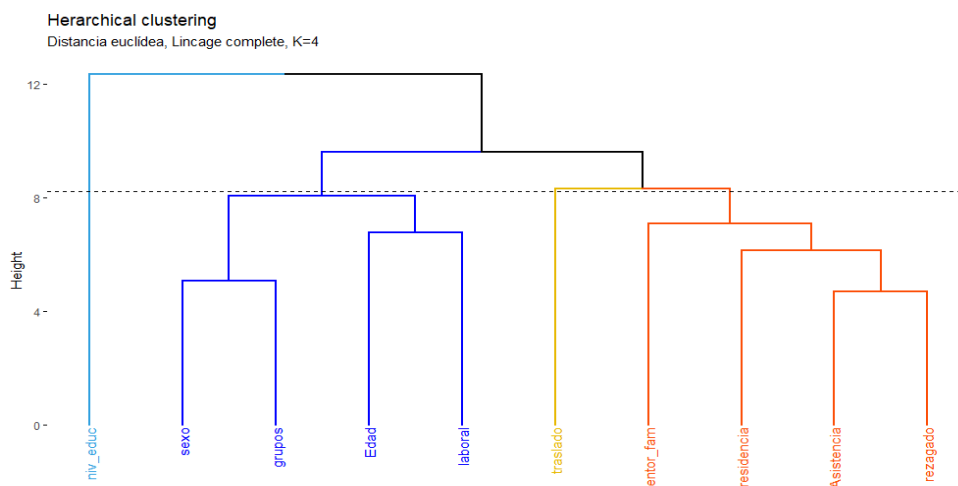 Herarchical clustering
Distancia euclídea, Lincage complete, K=4
12
8
4
0
Height
niv_educ
sexo
grupos
Edad
laboral
traslado
entor_fam
residencia
Asistencia
rezagado